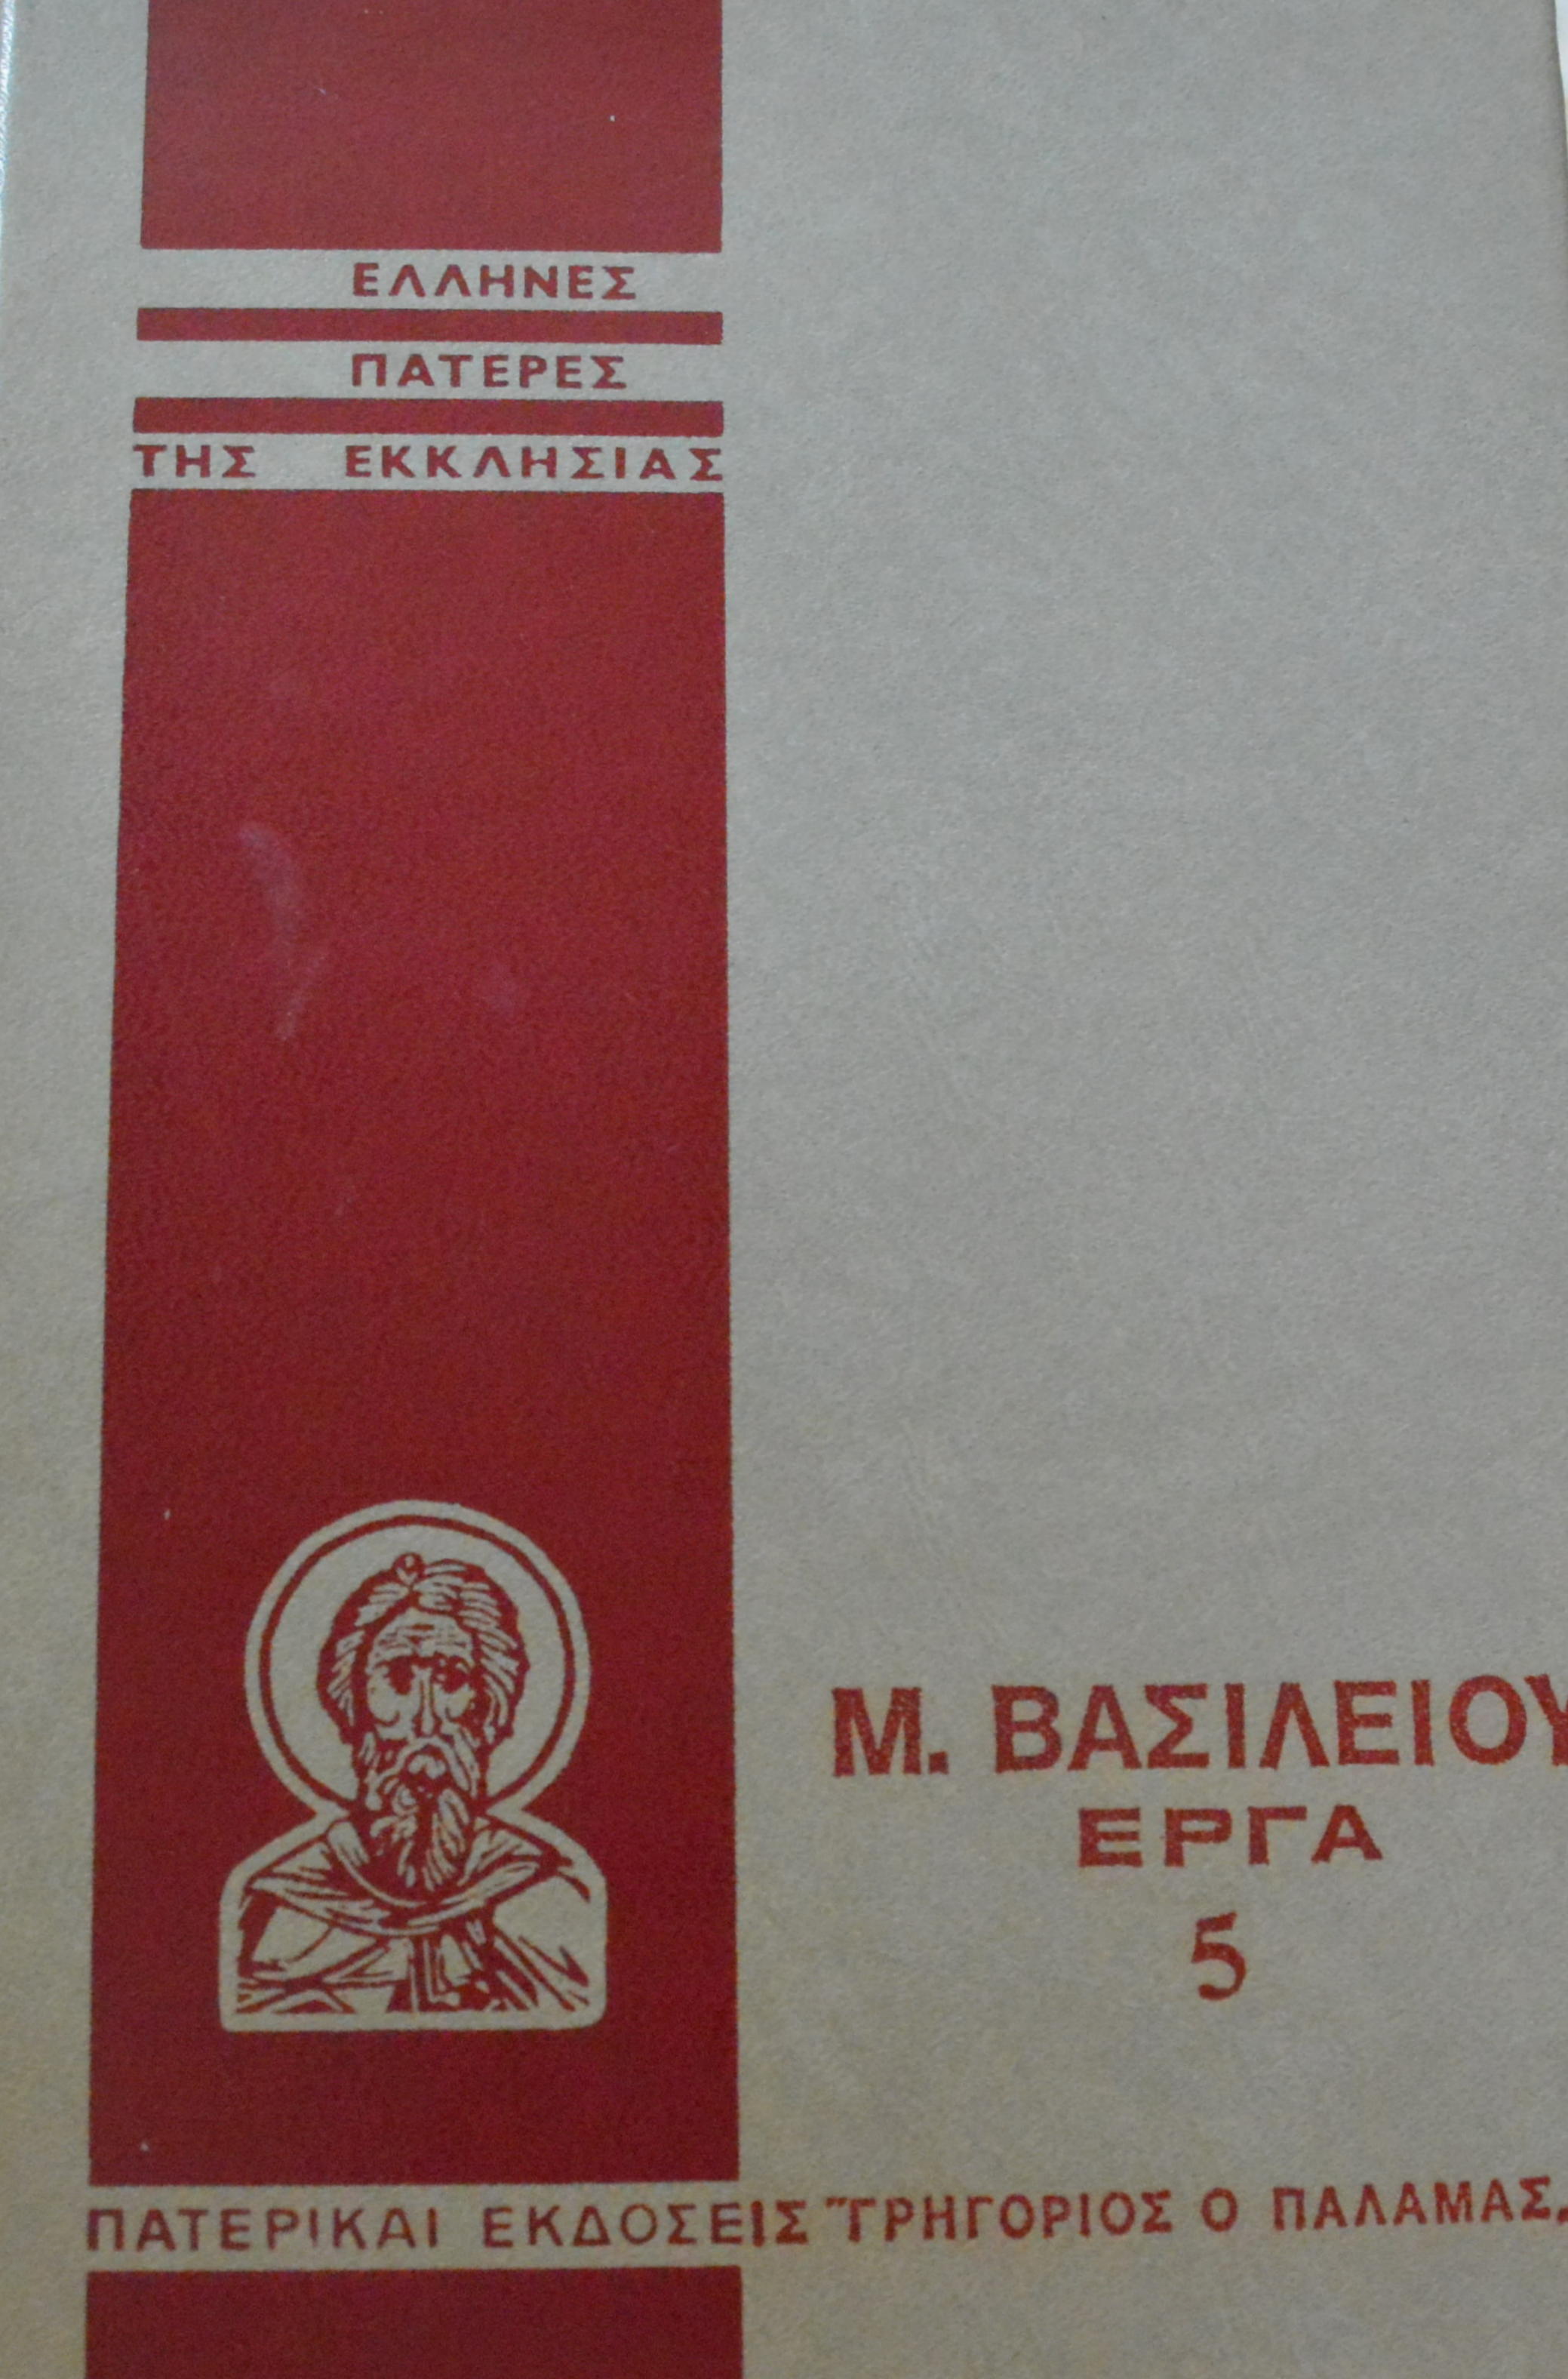 ΕΛΛΗΝΕΣ
ΠΑΤΕΡΕΣ
ΤΗΣ ΕΚΚΛΗΣΙΑΣ
Μ. ΒΑΣΙΛΕΙΟΥ
ΕΡΓΑ
5
ΠΑΤΕΡΙΚΑΙ ΕΚΔΟΣΕΙΣ "ΓΡΗΓΟΡΙΟΣ Ο ΠΑΛΑΜΑΣ„